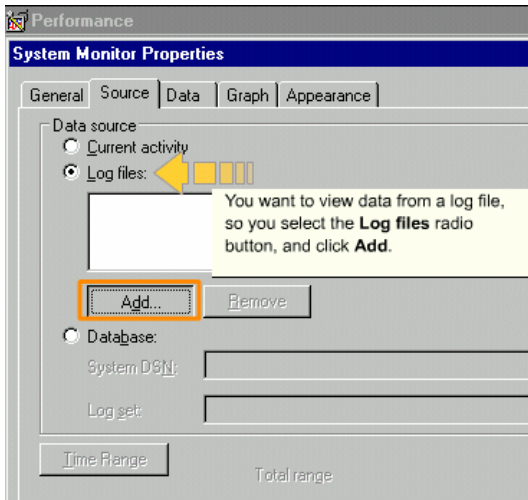 Performance
System Monitor Properties
General Source Data Graph Appearance
Data source
Current activity
Log files:
You want to view data from a log file,
so you select the Log files radio
button, and click Add.
Add... Remove
Database:
System DSN:
Log set:
Time Range
Total range